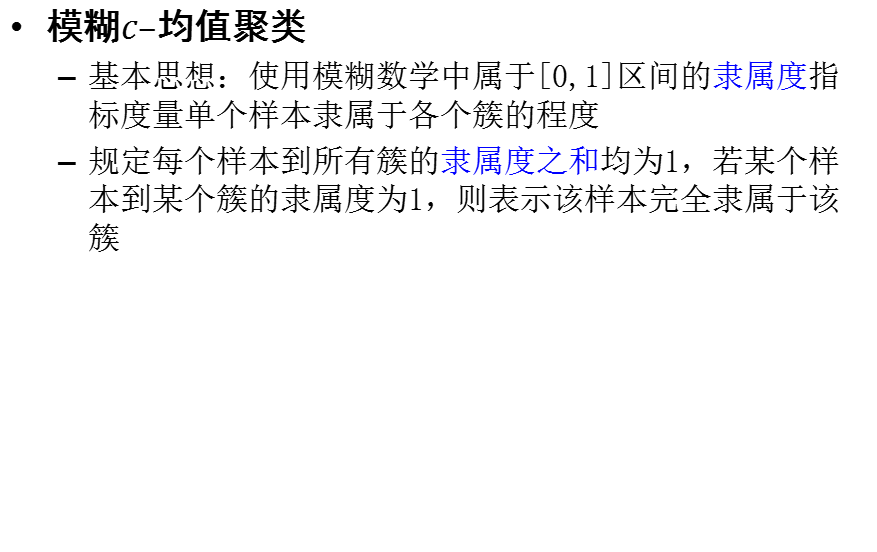 • 模糊c-均值聚类
– 基本思想：使用模糊数学中属于[0,1]区间的隶属度指
标度量单个样本隶属于各个簇的程度
– 规定每个样本到所有簇的隶属度之和均为1，若某个样
本到某个簇的隶属度为1，则表示该样本完全隶属于该
簇